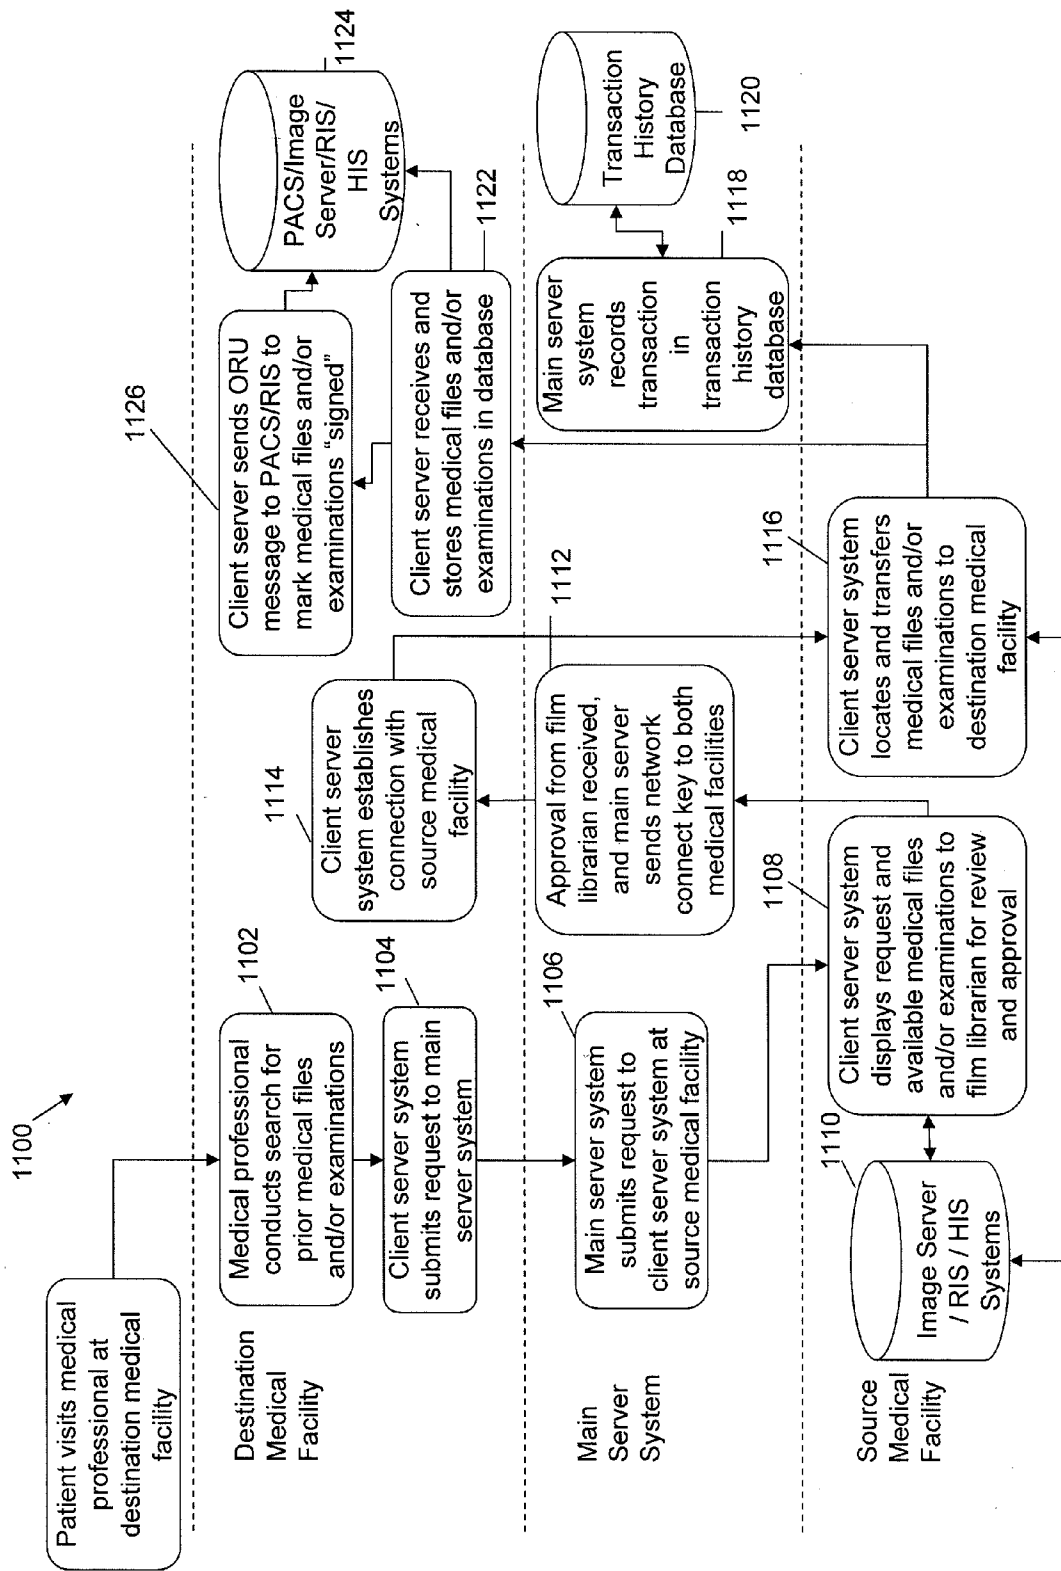 1100
Patient visits medical
professional at
destination medical
facility
Destination
Medical
Facility
1102
Medical professional
conducts search for
prior medical files
and/or examinations
1104
Client server system
submits request to main
server system
1114
Client server
system establishes
connection with
source medical
facility
1126
Client server sends ORU
message to PACS/RIS to
mark medical files and/or
examinations “signed”
1122
Client server receives and
stores medical files and/or
examinations in database
1124
PACS/Image
Server/RIS/
HIS
Systems
Main
Server
System
1106
Main server system
submits request to
client server system at
source medical facility
1112
Approval from film
librarian received,
and main server
sends network
connect key to both
medical facilities
1118
Main server
system
records
transaction
in
transaction
history
database
1120
Transaction
History
Database
Source
Medical
Facility
1110
Image Server
/ RIS / HIS
Systems
1108
Client server system
displays request and
available medical files
and/or examinations to
film librarian for review
and approval
1116
Client server system
locates and transfers
medical files and/or
examinations to
destination medical
facility